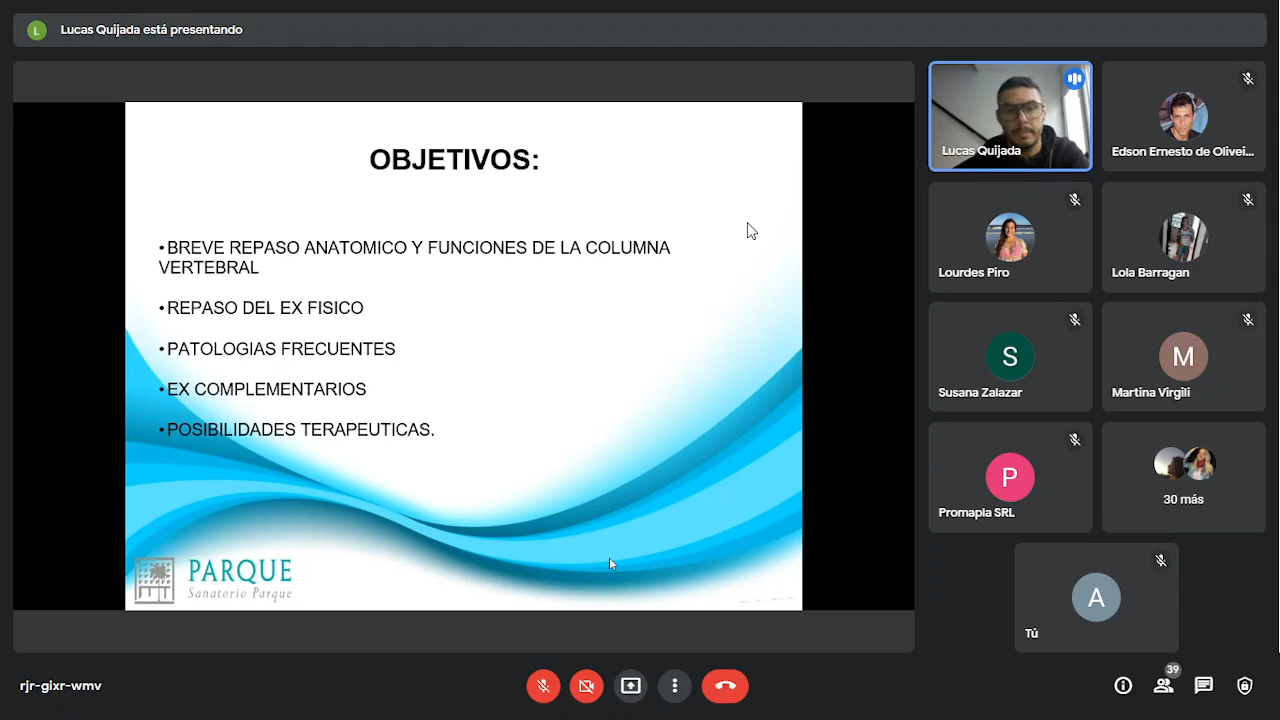 L
Lucas Quijada está presentando
OBJETIVOS:
•BREVE REPASO ANATOMICO Y FUNCIONES DE LA COLUMNA
VERTEBRAL
•REPASO DEL EX FISICO
•PATOLOGIAS FRECUENTES
•EX COMPLEMENTARIOS
•POSIBILIDADES TERAPEUTICAS.
PARQUE
Sanatorio Parque
Lucas Quijada
Edson Ernesto de Olivei...
Lourdes Piro
Lola Barragan
S
Susana Zalazar
M
Martina Virgili
P
Promapla SRL
30 más
A
Tú
rjr-gixr-wmv
39